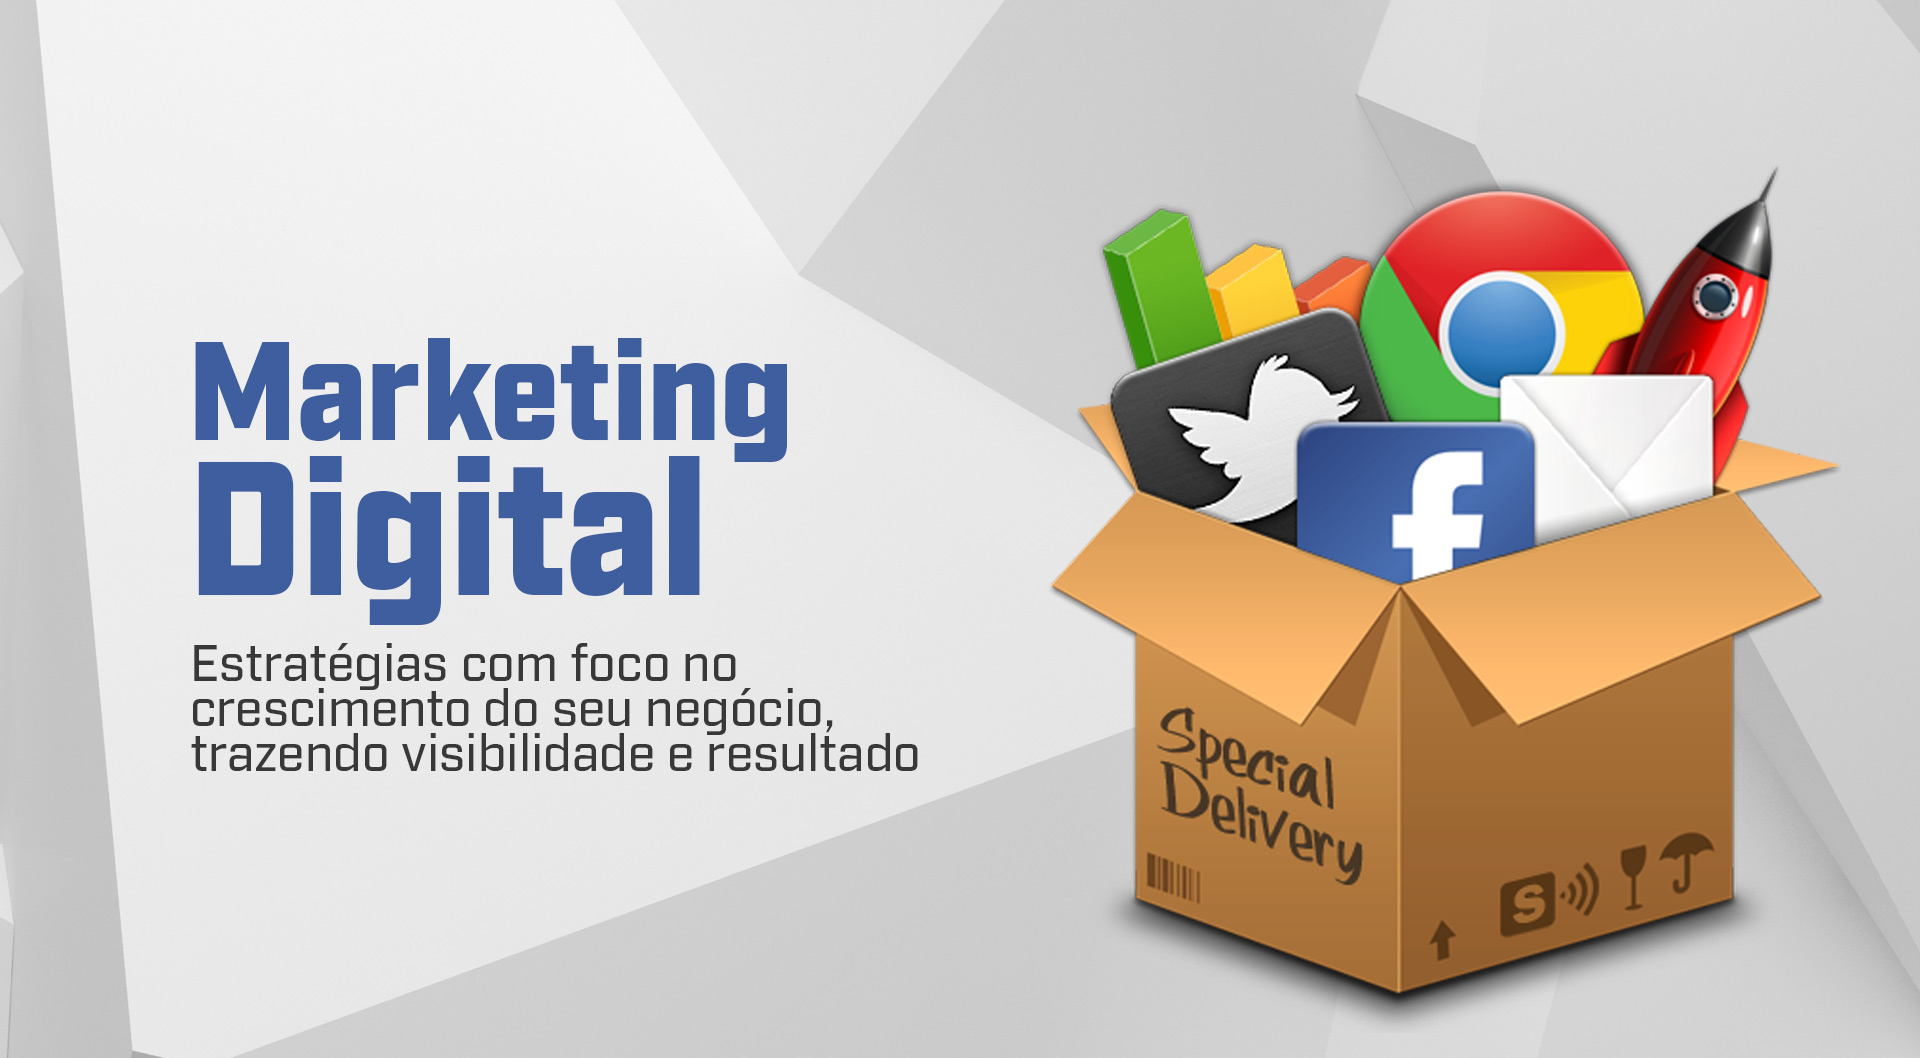 Marketing
Digital
Estratégias com foco no
crescimento do seu negócio,
trazendo visibilidade e resultado
f
Special
Delivery
S